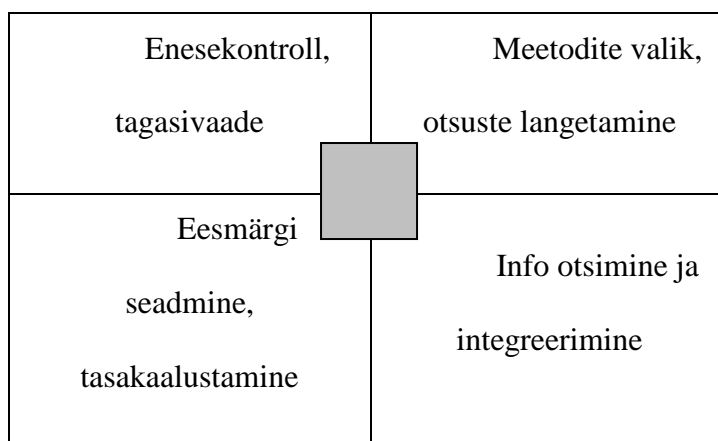 Enesekontroll,
tagasivaade
Meetodite valik,
otsuste langetamine
Eesmärgi
seadmine,
tasakaalustamine
Info otsimine ja
integreerimine